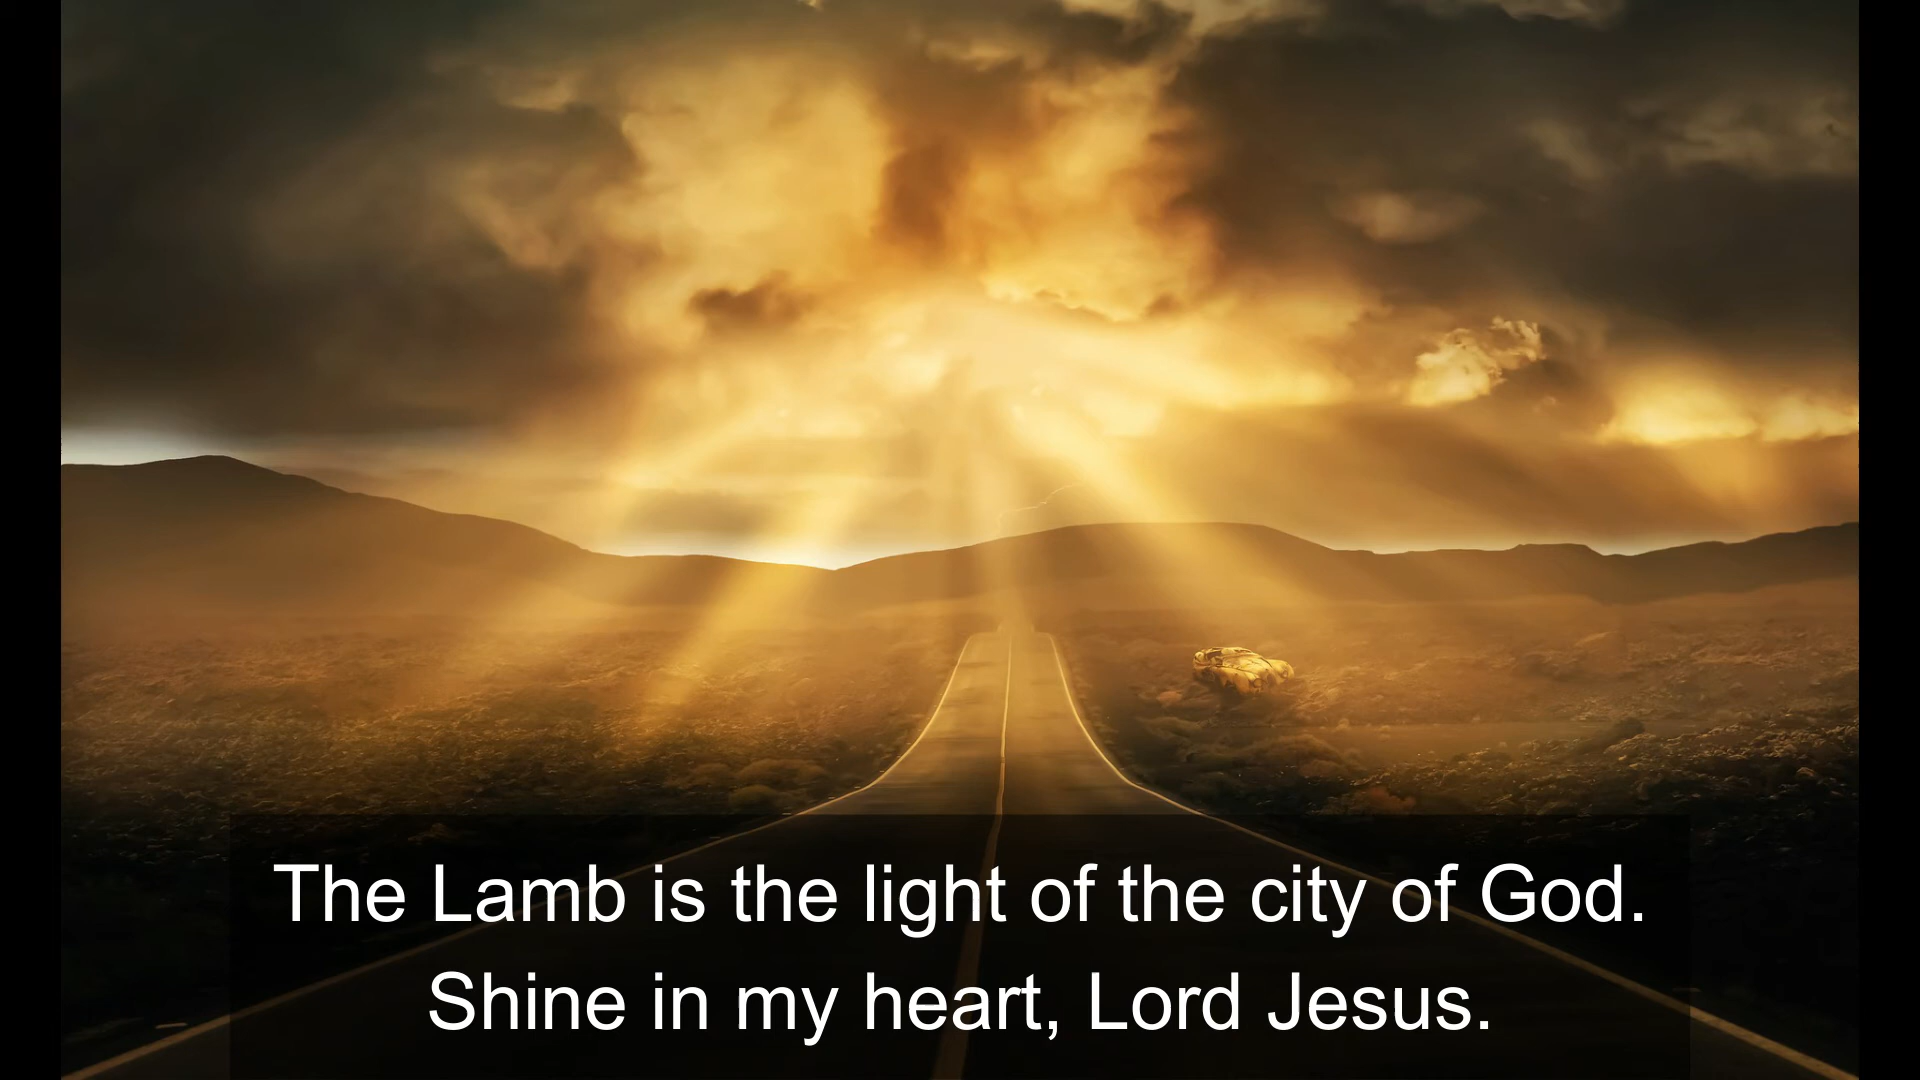 The Lamb is the light of the city of God.
Shine in my heart, Lord Jesus.